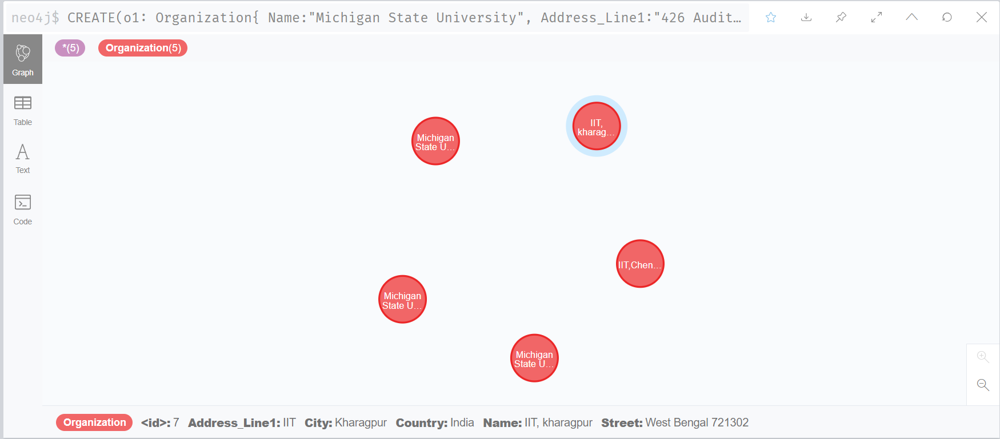 neo4j$ CREATE(o1: Organization{ Name:"Michigan State University", Address_Line1:"426 Audit…
*(5) Organization(5)
Graph
Table
Text
Code
Michigan
State U…
IIT,
kharag…
IIT,Chen…
Michigan
State U…
Michigan
State U…
Organization <id>: 7 Address_Line1: IIT City: Kharagpur Country: India Name: IIT, kharagpur Street: West Bengal 721302